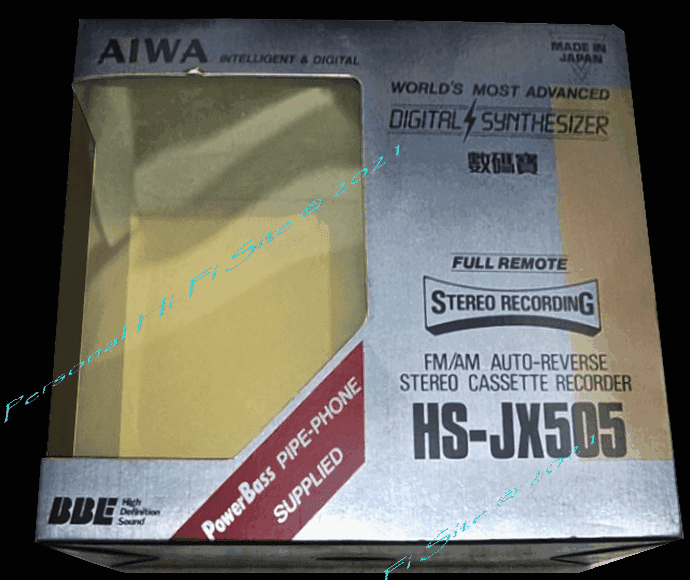 AIWA INTELLIGENT & DIGITAL
MADE IN
JAPAN
WORLD'S MOST ADVANCED
DIGITAL SYNTHESIZER
數碼寶
FULL REMOTE
STEREO RECORDING
FM/AM AUTO-REVERSE
STEREO CASSETTE RECORDER
HS-JX505
PowerBass PIPE-PHONE
SUPPLIED
BBE High
Definition
Sound
Personal Hi Fi Site © 2021
Fi Site © 2021